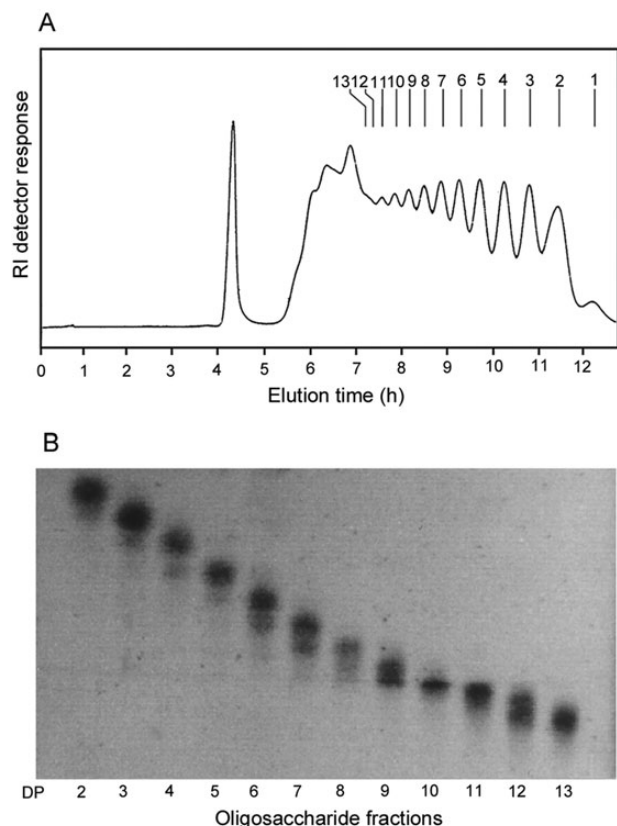 A
13 12 11 10 9 8 7 6 5 4 3 2 1
RI detector response
0 1 2 3 4 5 6 7 8 9 10 11 12
Elution time (h)
B
DP 2 3 4 5 6 7 8 9 10 11 12 13
Oligosaccharide fractions